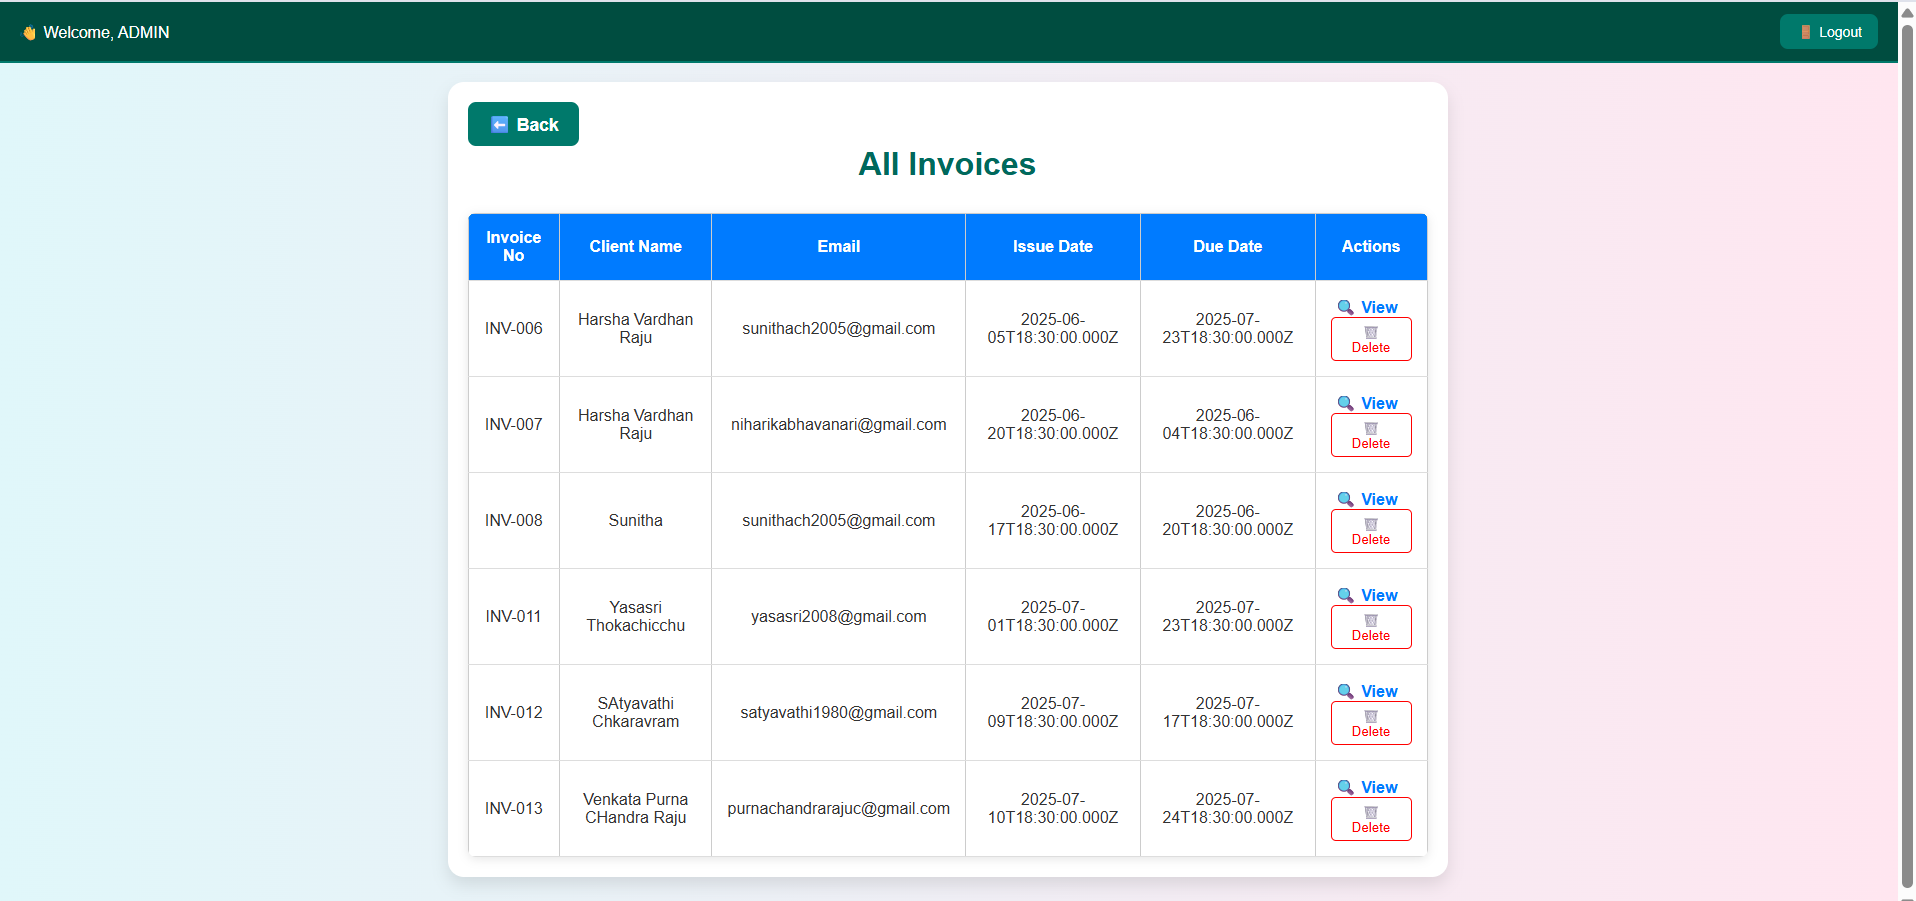 👋 Welcome, ADMIN
🚪 Logout
⬅️ Back
All Invoices
Invoice
No
Client Name
Email
Issue Date
Due Date
Actions
INV-006
Harsha Vardhan
Raju
sunithach2005@gmail.com
2025-06-
05T18:30:00.000Z
2025-07-
23T18:30:00.000Z
🔍 View
🗑️
Delete
INV-007
Harsha Vardhan
Raju
niharikabhavanari@gmail.com
2025-06-
20T18:30:00.000Z
2025-06-
04T18:30:00.000Z
🔍 View
🗑️
Delete
INV-008
Sunitha
sunithach2005@gmail.com
2025-06-
17T18:30:00.000Z
2025-06-
20T18:30:00.000Z
🔍 View
🗑️
Delete
INV-011
Yasasri
Thokachicchu
yasasri2008@gmail.com
2025-07-
01T18:30:00.000Z
2025-07-
23T18:30:00.000Z
🔍 View
🗑️
Delete
INV-012
SAtyavathi
Chkaravram
satyavathi1980@gmail.com
2025-07-
09T18:30:00.000Z
2025-07-
17T18:30:00.000Z
🔍 View
🗑️
Delete
INV-013
Venkata Purna
CHandra Raju
purnachandrarajuc@gmail.com
2025-07-
10T18:30:00.000Z
2025-07-
24T18:30:00.000Z
🔍 View
🗑️
Delete